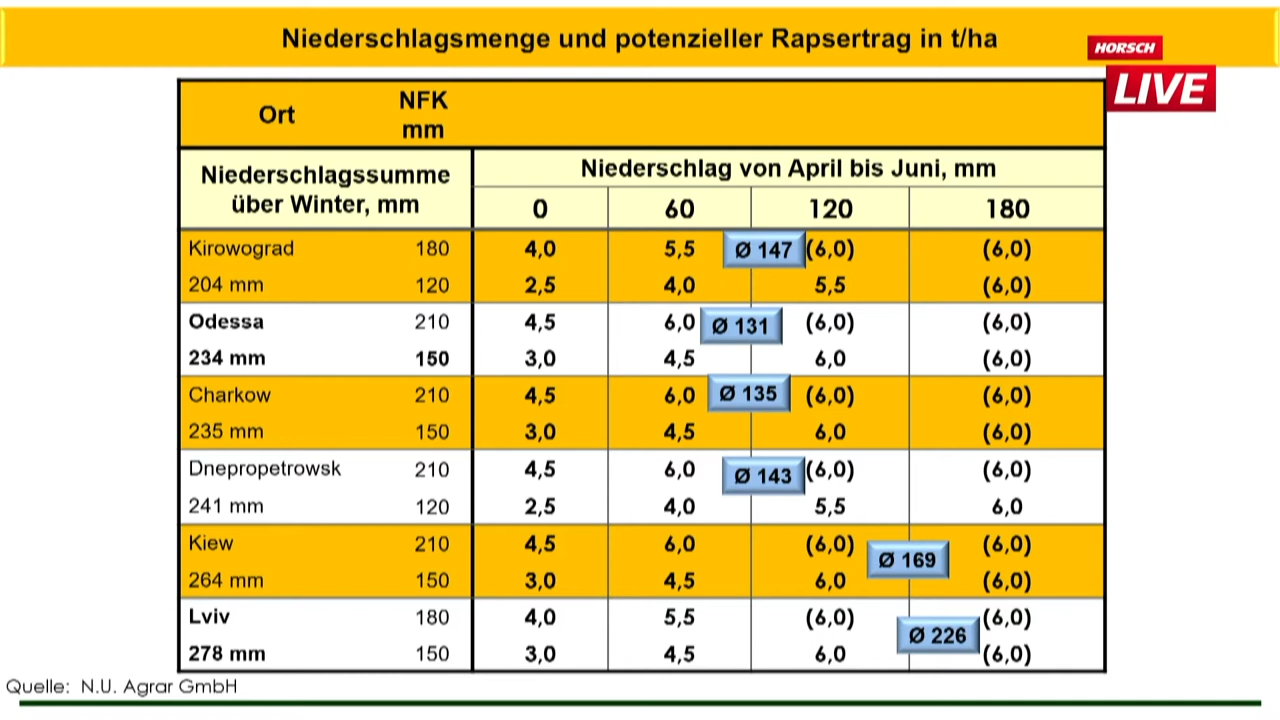 Niederschlagsmenge und potenzieller Rapsertrag in t/ha
HORSCH
LIVE
Ort NFK mm
Niederschlagssumme über Winter, mm
Niederschlag von April bis Juni, mm
0 60 120 180
Kirowograd 180 4,0 5,5 Ø 147 (6,0) (6,0)
204 mm 120 2,5 4,0 5,5 (6,0)
Odessa 210 4,5 6,0 Ø 131 (6,0) (6,0)
234 mm 150 3,0 4,5 6,0 (6,0)
Charkow 210 4,5 6,0 Ø 135 (6,0) (6,0)
235 mm 150 3,0 4,5 6,0 (6,0)
Dnepropetrowsk 210 4,5 6,0 Ø 143 (6,0) (6,0)
241 mm 120 2,5 4,0 5,5 6,0
Kiew 210 4,5 6,0 (6,0) Ø 169 (6,0)
264 mm 150 3,0 4,5 6,0 (6,0)
Lviv 180 4,0 5,5 (6,0) Ø 226 (6,0)
278 mm 150 3,0 4,5 6,0 (6,0)
Quelle: N.U. Agrar GmbH